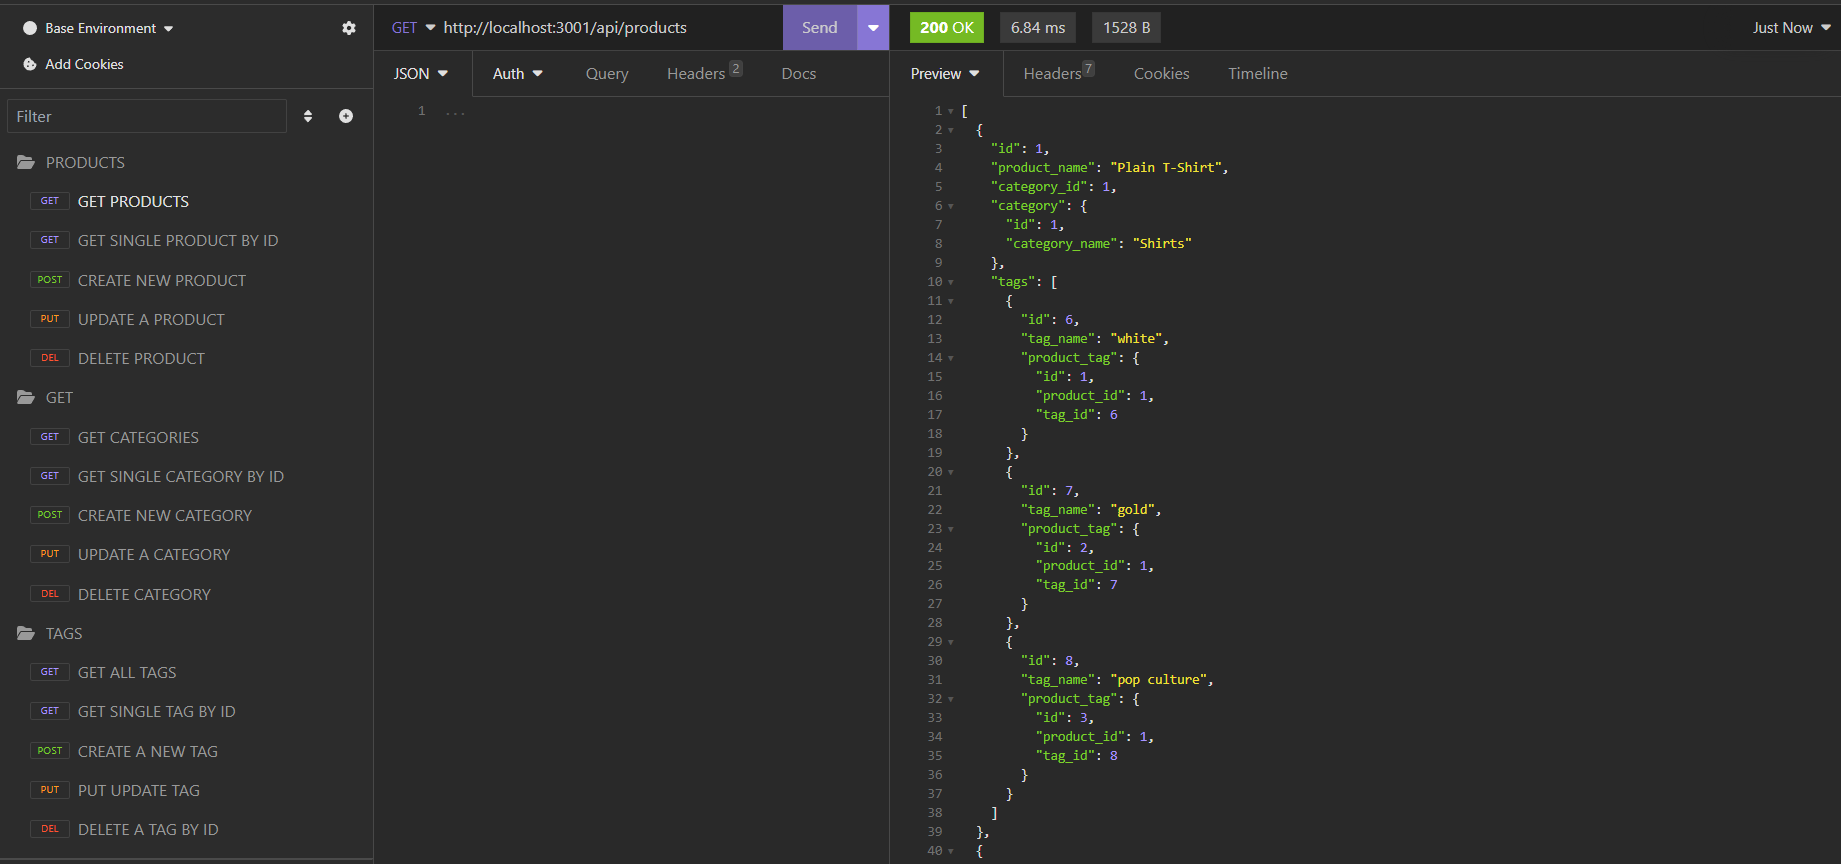 Base Environment
Add Cookies
Filter
PRODUCTS
GET GET PRODUCTS
GET GET SINGLE PRODUCT BY ID
POST CREATE NEW PRODUCT
PUT UPDATE A PRODUCT
DEL DELETE PRODUCT
GET
GET GET CATEGORIES
GET GET SINGLE CATEGORY BY ID
POST CREATE NEW CATEGORY
PUT UPDATE A CATEGORY
DEL DELETE CATEGORY
TAGS
GET GET ALL TAGS
GET GET SINGLE TAG BY ID
POST CREATE A NEW TAG
PUT PUT UPDATE TAG
DEL DELETE A TAG BY ID
GET http://localhost:3001/api/products Send
JSON Auth Query Headers 2 Docs
1 ...
200 OK 6.84 ms 1528 B Just Now
Preview Headers 7 Cookies Timeline
1 [
2 {
3 "id": 1,
4 "product_name": "Plain T-Shirt",
5 "category_id": 1,
6 "category": {
7 "id": 1,
8 "category_name": "Shirts"
9 },
10 "tags": [
11 {
12 "id": 6,
13 "tag_name": "white",
14 "product_tag": {
15 "id": 1,
16 "product_id": 1,
17 "tag_id": 6
18 }
19 },
20 {
21 "id": 7,
22 "tag_name": "gold",
23 "product_tag": {
24 "id": 2,
25 "product_id": 1,
26 "tag_id": 7
27 }
28 },
29 {
30 "id": 8,
31 "tag_name": "pop culture",
32 "product_tag": {
33 "id": 3,
34 "product_id": 1,
35 "tag_id": 8
36 }
37 }
38 ]
39 },
40 {